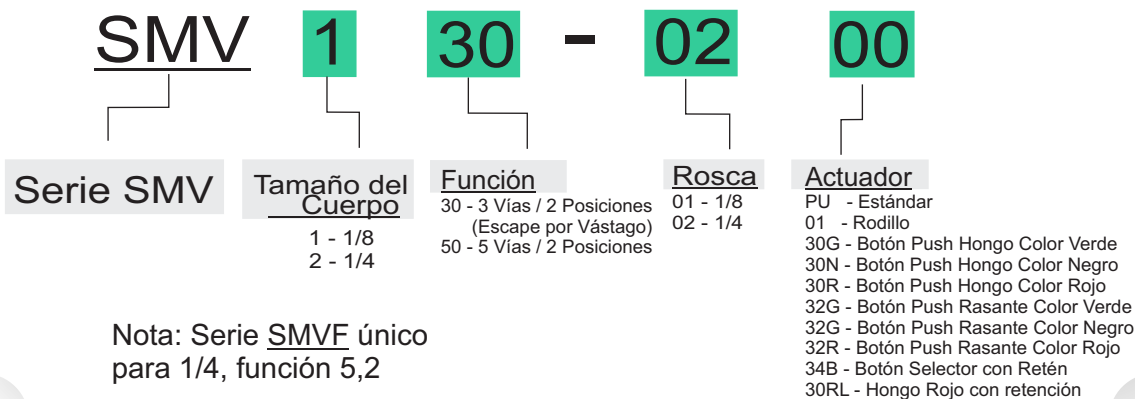 SMV 1 30 - 02 00
Serie SMV
Tamaño del
Cuerpo
1 - 1/8
2 - 1/4
Función
30 - 3 Vías / 2 Posiciones
(Escape por Vástago)
50 - 5 Vías / 2 Posiciones
Rosca
01 - 1/8
02 - 1/4
Actuador
PU - Estándar
01 - Rodillo
30G - Botón Push Hongo Color Verde
30N - Botón Push Hongo Color Negro
30R - Botón Push Hongo Color Rojo
32G - Botón Push Rasante Color Verde
32G - Botón Push Rasante Color Negro
32R - Botón Push Rasante Color Rojo
34B - Botón Selector con Retén
30RL - Hongo Rojo con retención
Nota: Serie SMVF único
para 1/4, función 5,2